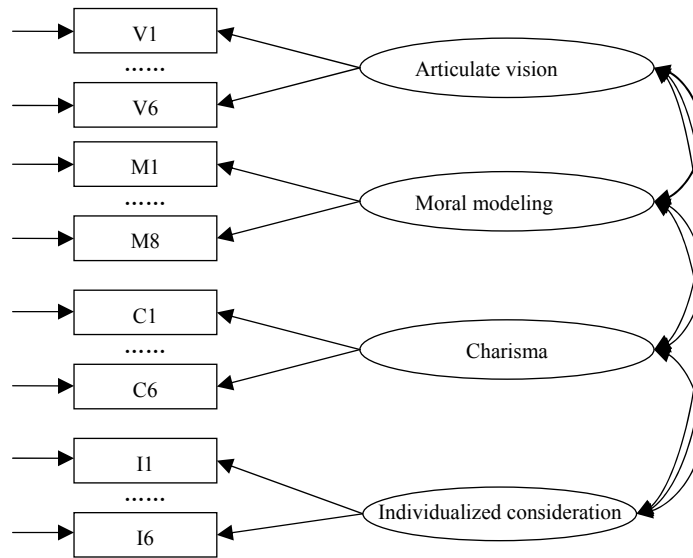 V1
……
V6
Articulate vision
M1
……
M8
Moral modeling
C1
……
C6
Charisma
I1
……
I6
Individualized consideration